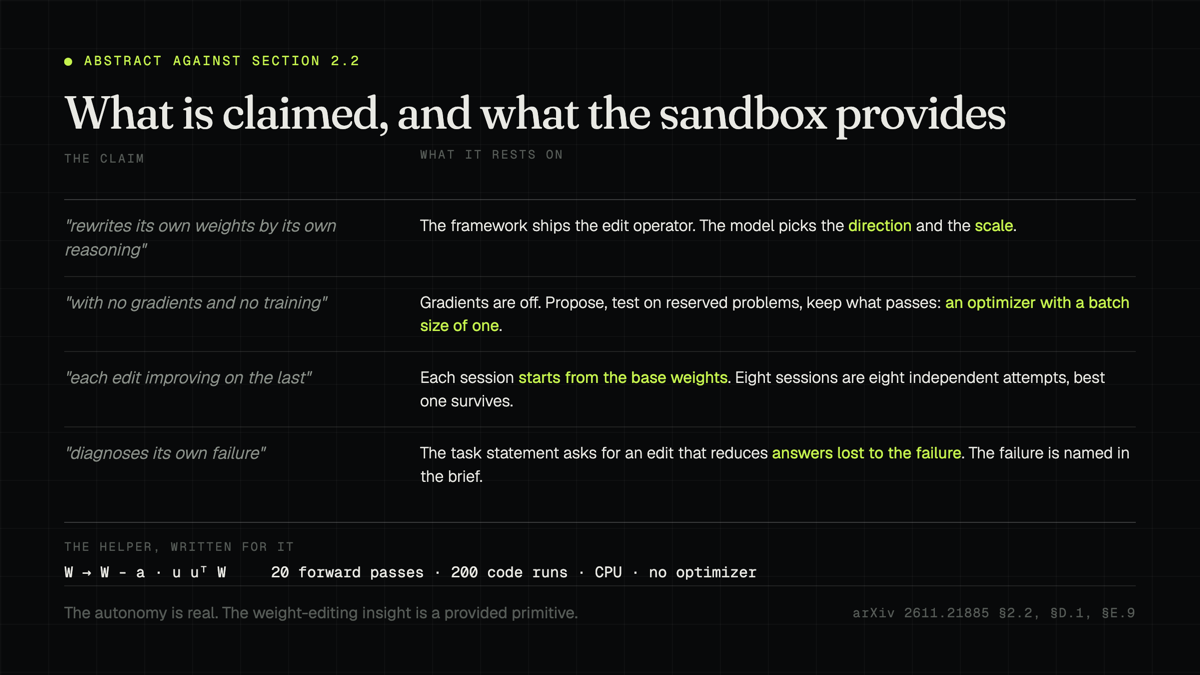 ABSTRACT AGAINST SECTION 2.2
What is claimed, and what the sandbox provides
THE CLAIM
WHAT IT RESTS ON
"rewrites its own weights by its own
reasoning"
The framework ships the edit operator. The model picks the direction and the scale.
"with no gradients and no training"
Gradients are off. Propose, test on reserved problems, keep what passes: an optimizer with a batch
size of one.
"each edit improving on the last"
Each session starts from the base weights. Eight sessions are eight independent attempts, best
one survives.
"diagnoses its own failure"
The task statement asks for an edit that reduces answers lost to the failure. The failure is named in
the brief.
THE HELPER, WRITTEN FOR IT
W → W − a · u uᵀ W 20 forward passes · 200 code runs · CPU · no optimizer
The autonomy is real. The weight-editing insight is a provided primitive.
arXiv 2611.21885 §2.2, §D.1, §E.9